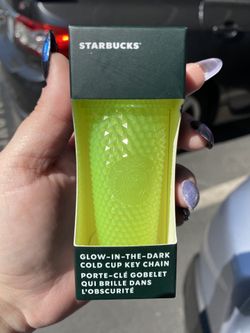 STARBUCKS®
GLOW-IN-THE-DARK
COLD CUP KEY CHAIN
PORTE-CLÉ GOBELET
QUI BRILLE DANS
L'OBSCURITÉ